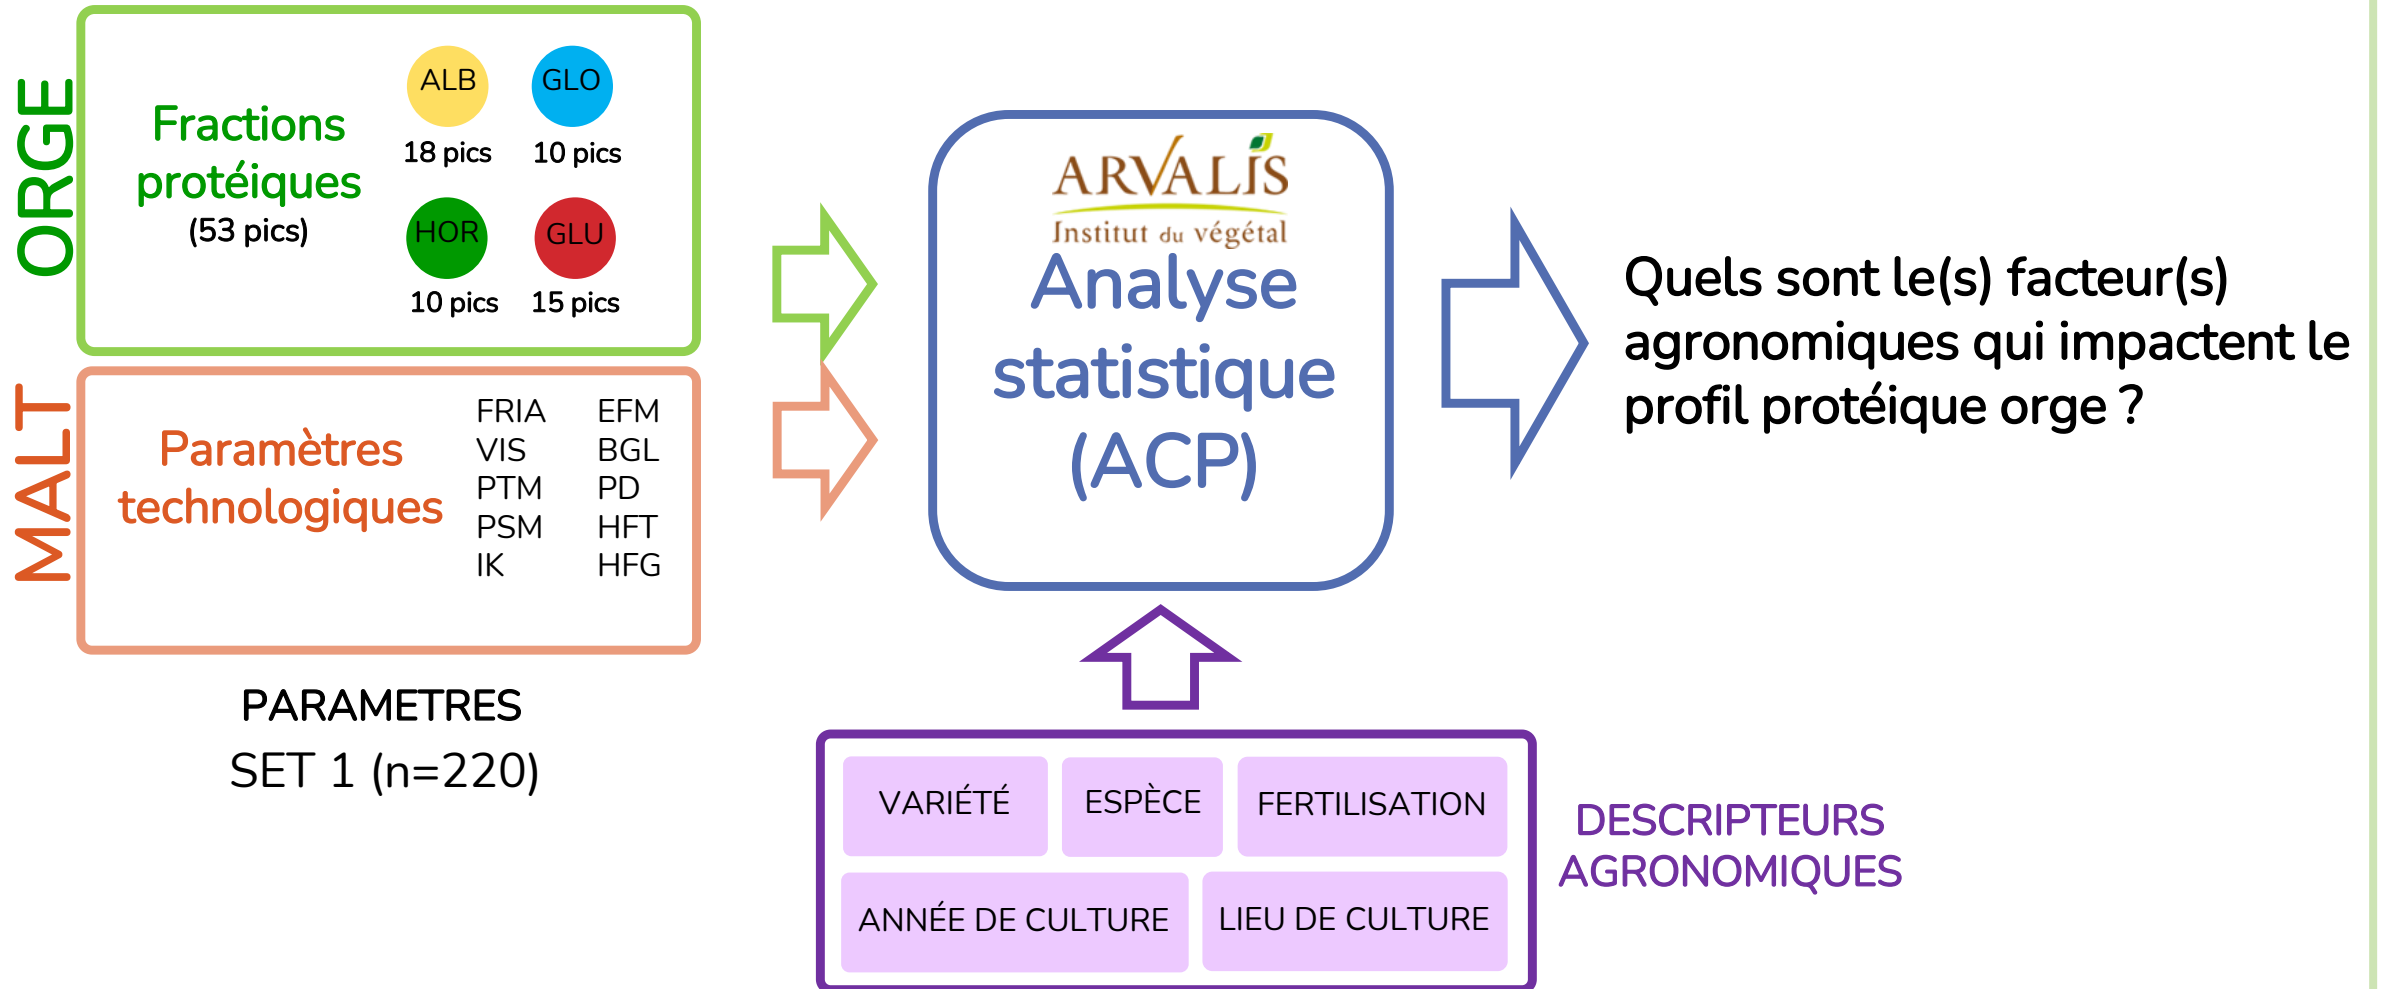 ORGE
Fractions
protéiques
(53 pics)
ALB
GLO
18 pics
10 pics
HOR
GLU
10 pics
15 pics
MALT
Paramètres
technologiques
FRIA EFM
VIS BGL
PTM PD
PSM HFT
IK HFG
PARAMETRES
SET 1 (n=220)
ARVALIS
Institut du végétal
Analyse
statistique
(ACP)
Quels sont le(s) facteur(s)
agronomiques qui impactent le
profil protéique orge ?
VARIÉTÉ
ESPÈCE
FERTILISATION
ANNÉE DE CULTURE
LIEU DE CULTURE
DESCRIPTEURS
AGRONOMIQUES